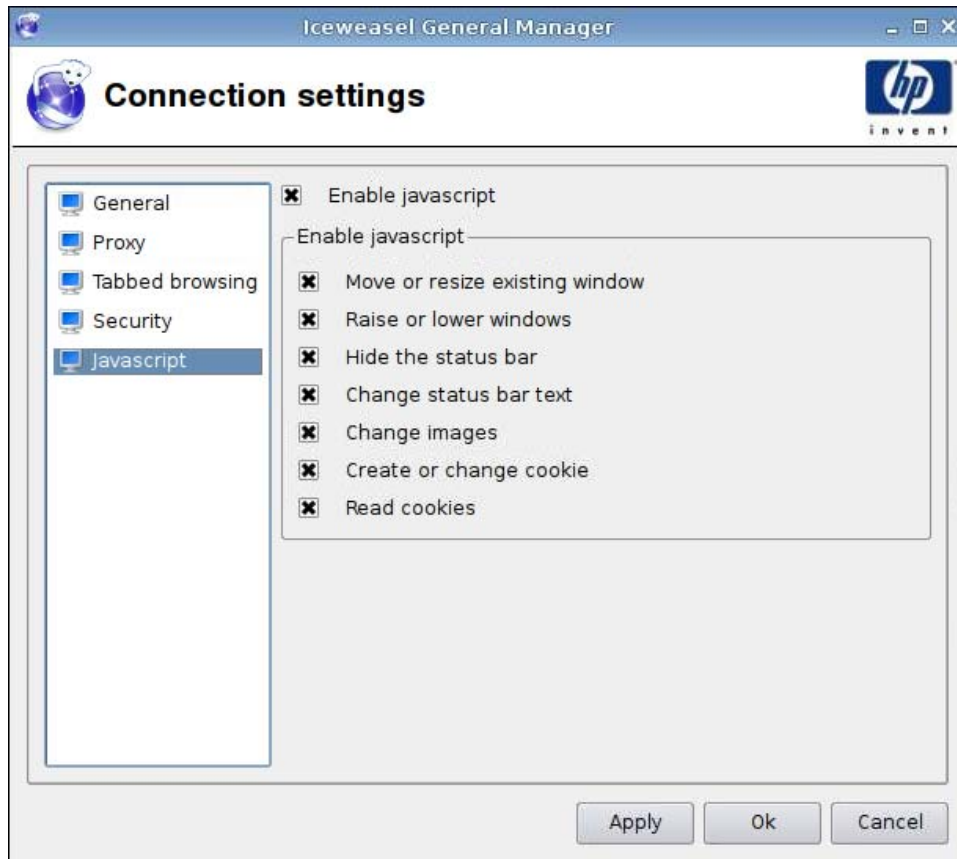 Iceweasel General Manager
Connection settings
hp
invent
General
Proxy
Tabbed browsing
Security
Javascript
Enable javascript
Enable javascript
Move or resize existing window
Raise or lower windows
Hide the status bar
Change status bar text
Change images
Create or change cookie
Read cookies
Apply
Ok
Cancel